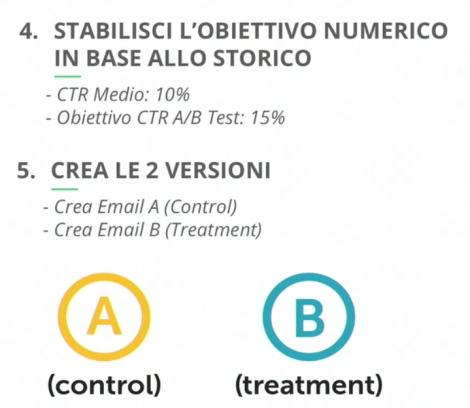 4. STABILISCI L'OBIETTIVO NUMERICO
IN BASE ALLO STORICO
- CTR Medio: 10%
- Obiettivo CTR A/B Test: 15%
5. CREA LE 2 VERSIONI
- Crea Email A (Control)
- Crea Email B (Treatment)
A B
(control) (treatment)